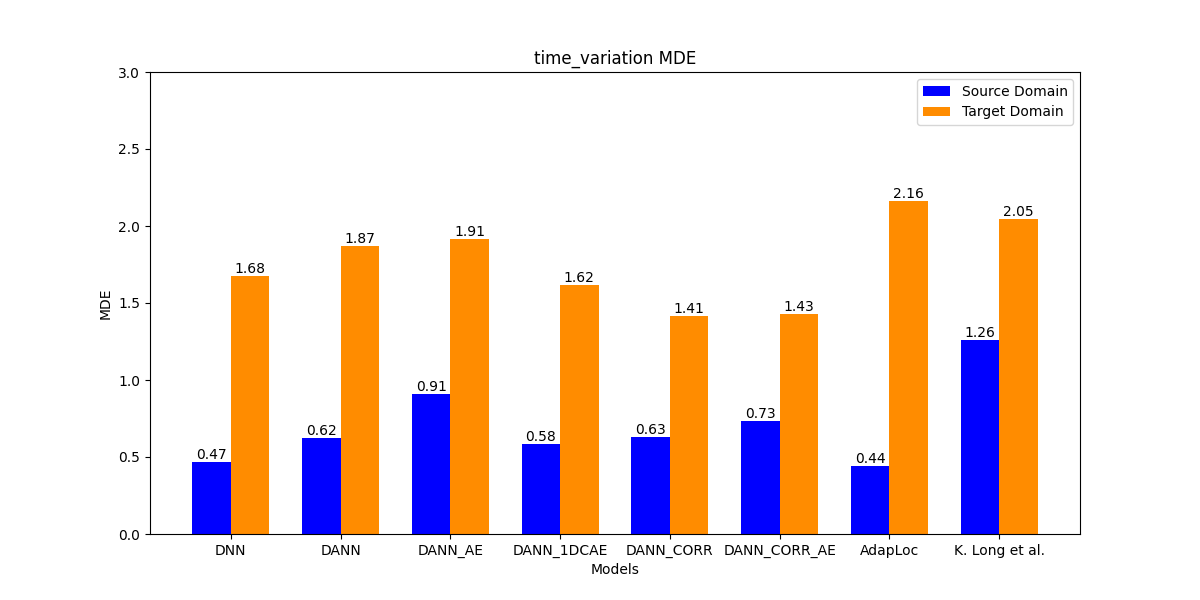 time_variation MDE
Source Domain
Target Domain
MDE
3.0
2.5
2.0
1.5
1.0
0.5
0.0
0.47
1.68
0.62
1.87
0.91
1.91
0.58
1.62
0.63
1.41
0.73
1.43
0.44
2.16
1.26
2.05
DNN
DANN
DANN_AE
DANN_1DCAE
DANN_CORR
DANN_CORR_AE
AdapLoc
K. Long et al.
Models